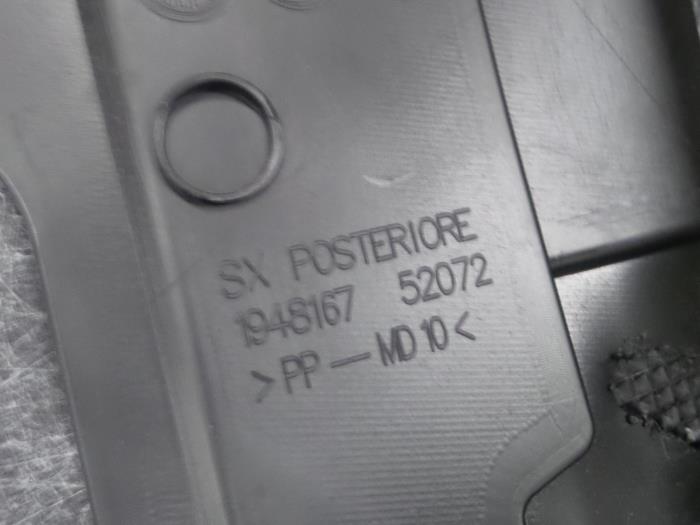 SX POSTERIORE
1948167 52072
>PP-MD10<